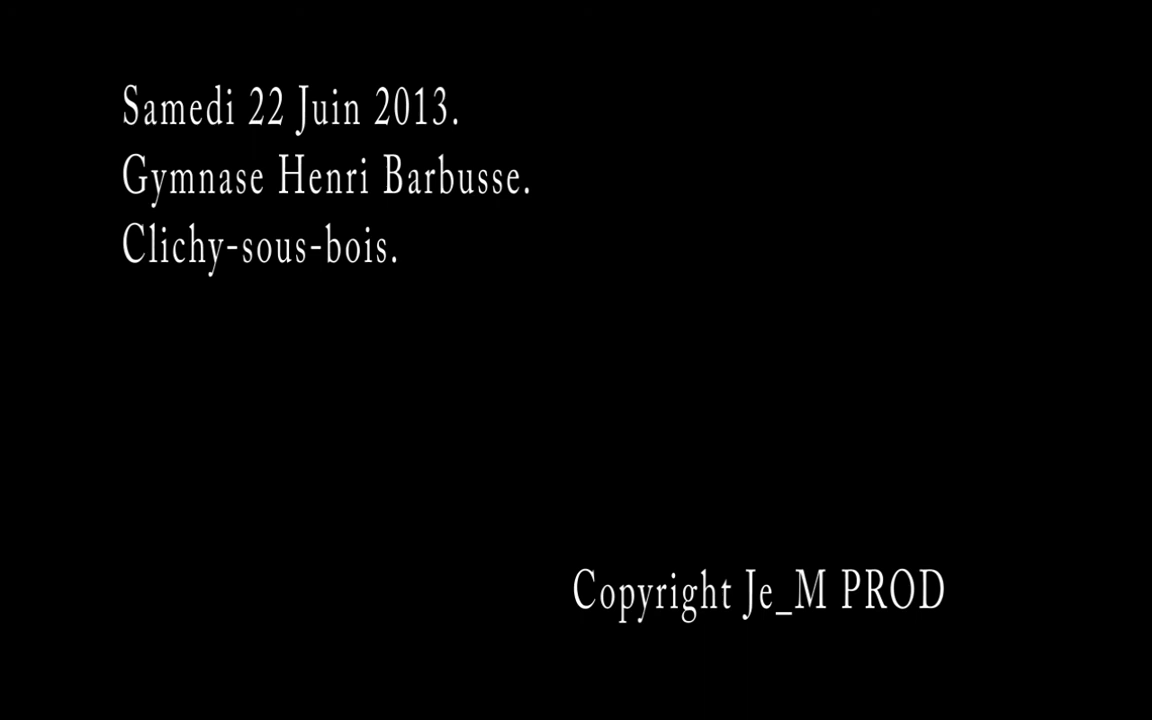 Samedi 22 Juin 2013.
Gymnase Henri Barbusse.
Clichy-sous-bois.
Copyright Je_M PROD